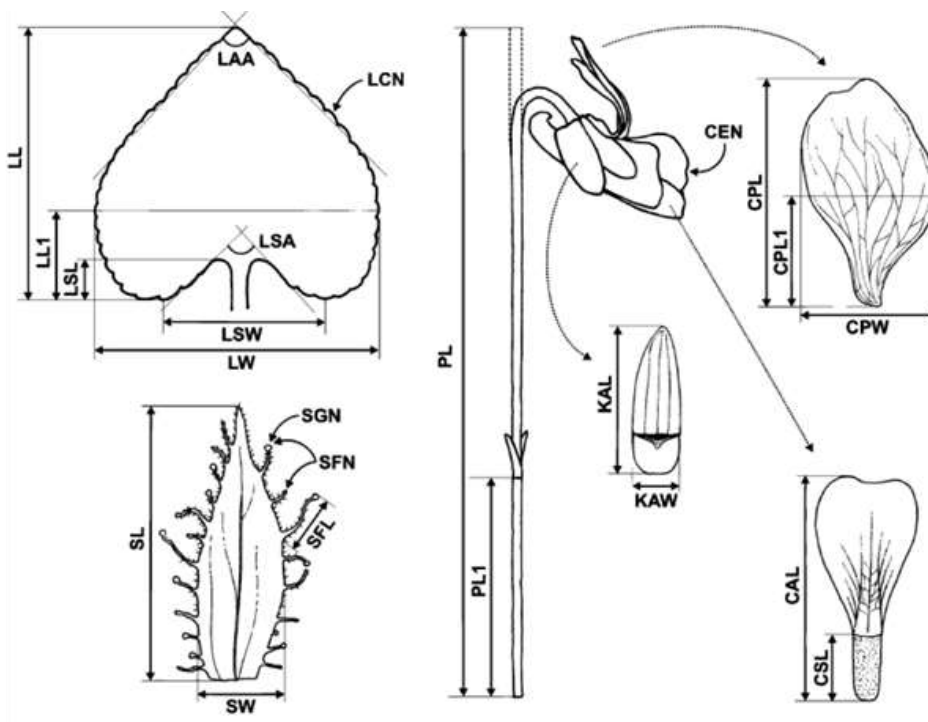 LAA
LCN
LL
LL1
LSL
LSA
LSW
LW
SGN
SFN
SFL
SL
SW
PL
PL1
CEN
KAL
KAW
CPL
CPL1
CPW
CAL
CSL